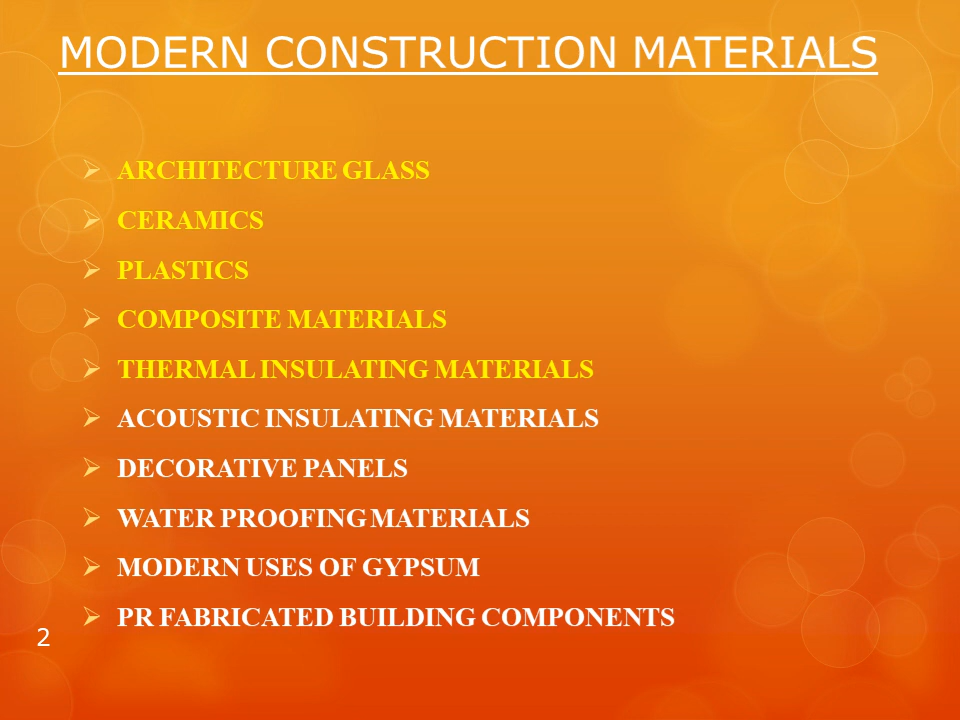 MODERN CONSTRUCTION MATERIALS
ARCHITECTURE GLASS
CERAMICS
PLASTICS
COMPOSITE MATERIALS
THERMAL INSULATING MATERIALS
ACOUSTIC INSULATING MATERIALS
DECORATIVE PANELS
WATER PROOFING MATERIALS
MODERN USES OF GYPSUM
PR FABRICATED BUILDING COMPONENTS
2